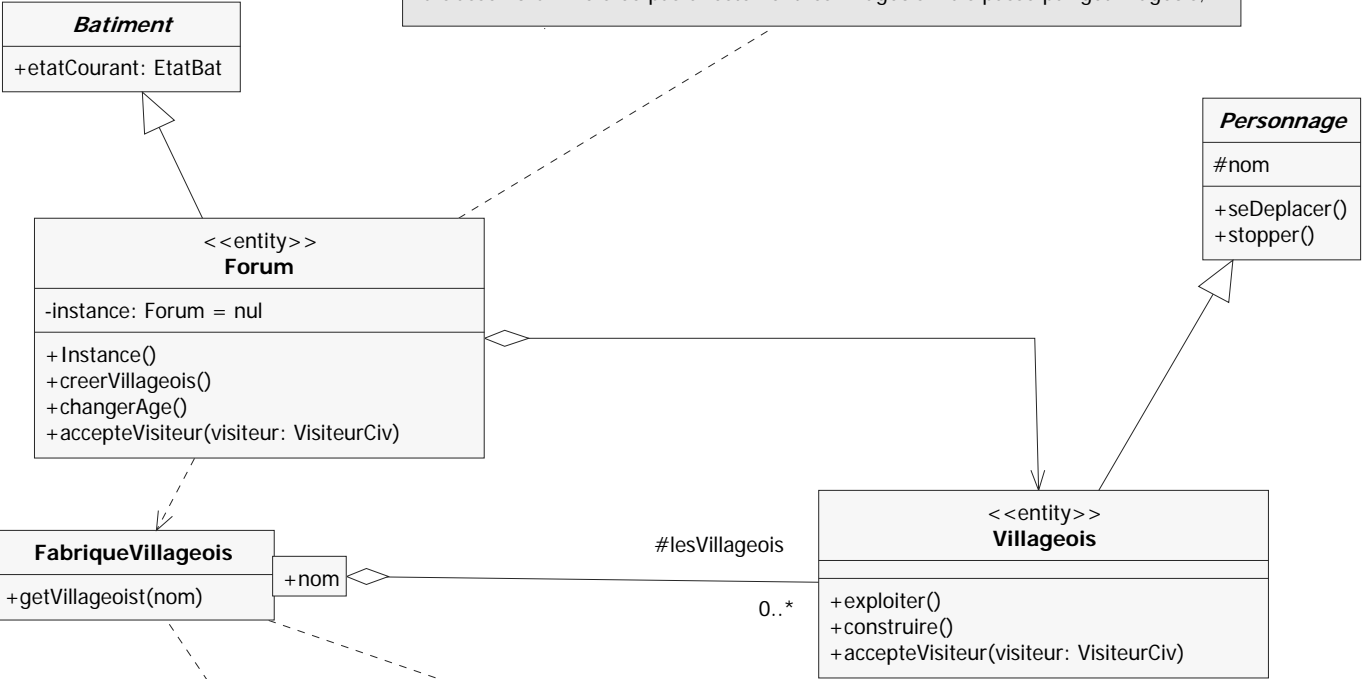 Batiment
+etatCourant: EtatBat
Personnage
#nom
+seDeplacer()
+stopper()
<<entity>>
Forum
-instance: Forum = nul
+Instance()
+creerVillageois()
+changerAge()
+accepteVisiteur(visiteur: VisiteurCiv)
<<entity>>
Villageois
+exploiter()
+construire()
+accepteVisiteur(visiteur: VisiteurCiv)
FabriqueVillageois
+getVillageoist(nom)
+nom
#lesVillageois
0..*